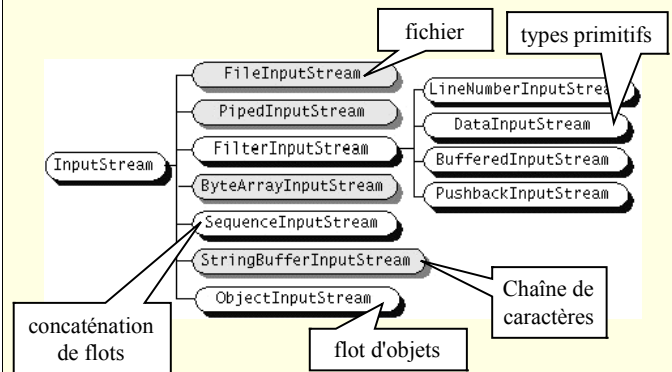 fichier
types primitifs
FileInputStream
LineNumberInputStream
PipedInputStream
DataInputStream
FilterInputStream
InputStream
BufferedInputStream
ByteArrayInputStream
PushbackInputStream
SequenceInputStream
StringBufferInputStream
Chaîne de
caractères
ObjectInputStream
concaténation
de flots
flot d'objets